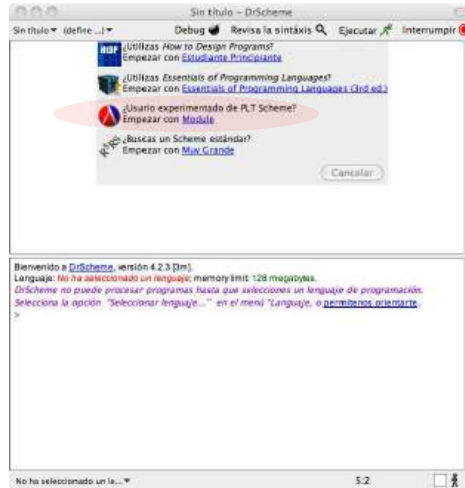 Sin título – DrScheme
Sin título (define ...) Debug Revisa la sintáxis Ejecutar Interrumpir
¿Utilizas How to Design Programs?
Empezar con Estudiante Principiante
¿Utilizas Essentials of Programming Languages?
Empezar con Essentials of Programming Languages (3rd ed.)
¿Usuario experimentado de PLT Scheme?
Empezar con Module
¿Buscas un Scheme estándar?
Empezar con Muy Grande
R5RS
Cancelar
Bienvenido a DrScheme, versión 4.2.3 [3m].
Lenguaje: No ha seleccionado un lenguaje; memory limit: 128 megabytes.
DrScheme no puede procesar programas hasta que selecciones un lenguaje de programación.
Selecciona la opción "Seleccionar lenguaje..." en el menú "Languaje, o permítenos orientarte.
>
No ha seleccionado un le... 5:2